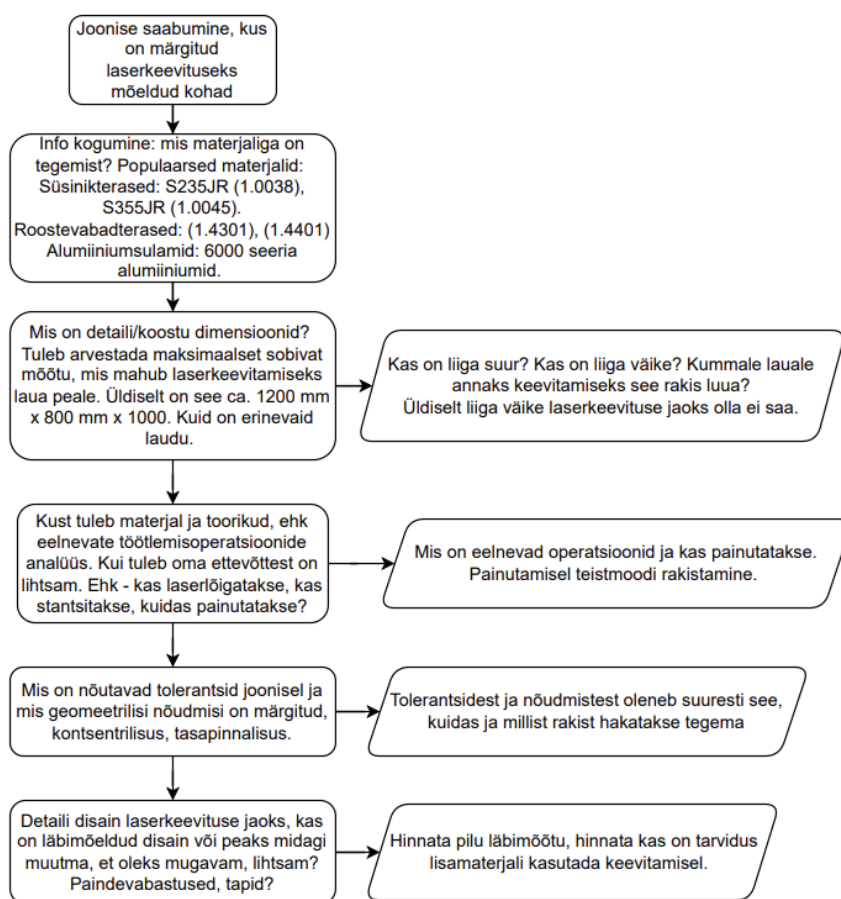 Joonise saabumine, kus
on märgitud
laserkeevituseks
mõeldud kohad
Info kogumine: mis materjaliga on
tegemist? Populaarsed materjalid:
Süsinikterased: S235JR (1.0038),
S355JR (1.0045).
Roostevabadterased: (1.4301), (1.4401)
Alumiiniumsulamid: 6000 seeria
alumiiniumid.
Mis on detaili/koostu dimensioonid?
Tuleb arvestada maksimaalset sobivat
mõõtu, mis mahub laserkeevitamiseks
laua peale. Üldiselt on see ca. 1200 mm
x 800 mm x 1000. Kuid on erinevaid
laudu.
Kas on liiga suur? Kas on liiga väike? Kummale lauale
annaks keevitamiseks see rakis luua?
Üldiselt liiga väike laserkeevituse jaoks olla ei saa.
Kust tuleb materjal ja toorikud, ehk
eelnevate töötlemisoperatsioonide
analüüs. Kui tuleb oma ettevõttest on
lihtsam. Ehk - kas laserlõigatakse, kas
stantsitakse, kuidas painutatakse?
Mis on eelnevad operatsioonid ja kas painutatakse.
Painutamisel teistmoodi rakistamine.
Mis on nõutavad tolerantsid joonisel ja
mis geomeetrilisi nõudmisi on märgitud,
kontsentrilisus, tasapinnalisus.
Tolerantsidest ja nõudmistest oleneb suuresti see,
kuidas ja millist rakist hakatakse tegema
Detaili disain laserkeevituse jaoks, kas
on läbimõeldud disain või peaks midagi
muutma, et oleks mugavam, lihtsam?
Paindevabastused, tapid?
Hinnata pilu läbimõõtu, hinnata kas on tarvidus
lisamaterjali kasutada keevitamisel.